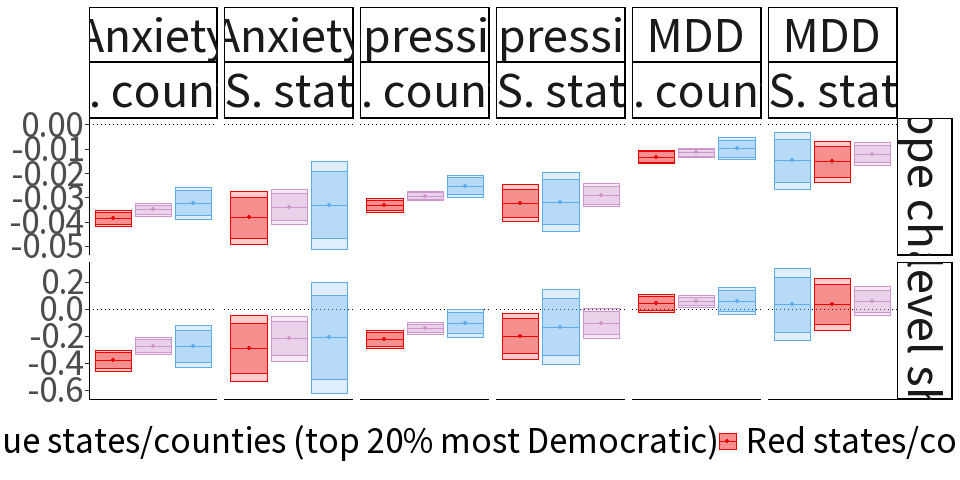 Anxiety Anxiety pressi pressi MDD MDD
. coun S. stat . coun S. stat . coun S. stat
0.00
-0.01
-0.02
-0.03
-0.04
-0.05
ope ch
0.2
0.0
-0.2
-0.4
-0.6
level sh
ue states/counties (top 20% most Democratic) Red states/co